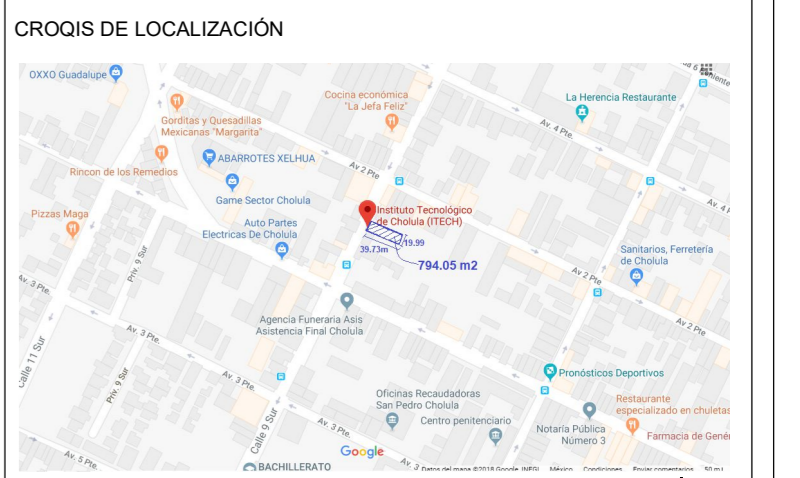 CROQIS DE LOCALIZACIÓN
OXXO Guadalupe
Gorditas y Quesadillas
Mexicanas "Margarita"
Cocina económica
"La Jefa Feliz"
La Herencia Restaurante
Av. 4 Pte.
ABARROTES XELHUA
Rincon de los Remedios
Av 2 Pte
Game Sector Cholula
Pizzas Maga
Auto Partes
Electricas De Cholula
Instituto Tecnológico
de Cholula (ITECH)
39.73m
19.99
794.05 m2
Sanitarios, Ferretería
de Cholula
Av 2 Pte
Av 2 Pte
Priv. 9 Sur
Av. 3 Pte.
Agencia Funeraria Asis
Asistencia Final Cholula
Av. 3 Pte.
Calle 11 Sur
Priv. 9 Sur
Av. 3 Pte.
Pronósticos Deportivos
Oficinas Recaudadoras
San Pedro Cholula
Centro penitenciario
Restaurante
especializado en chuletas
Notaría Pública
Número 3
Farmacia de Gené
Calle 9 Sur
Av. 3 Pte.
Av. 5 Pte.
Google
BACHILLERATO
Av. 3
Datos del mapa ©2018 Google, INEGI México Condiciones Enviar comentarios 50 m